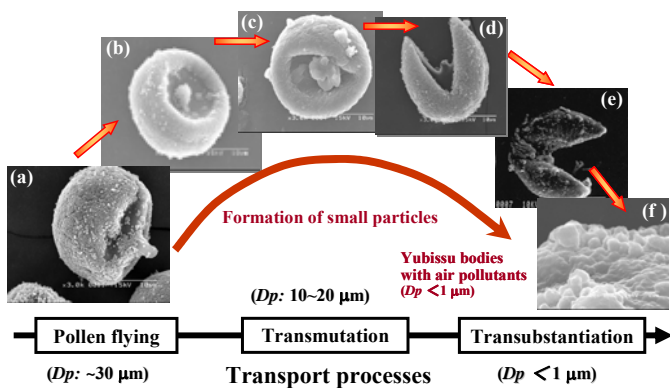 (a)
(b)
(c)
(d)
(e)
(f)
Formation of small particles
Yubissu bodies
with air pollutants
(Dp <1 μm)
(Dp: 10~20 μm)
Pollen flying
Transmutation
Transubstantiation
(Dp: ~30 μm)
Transport processes
(Dp <1 μm)